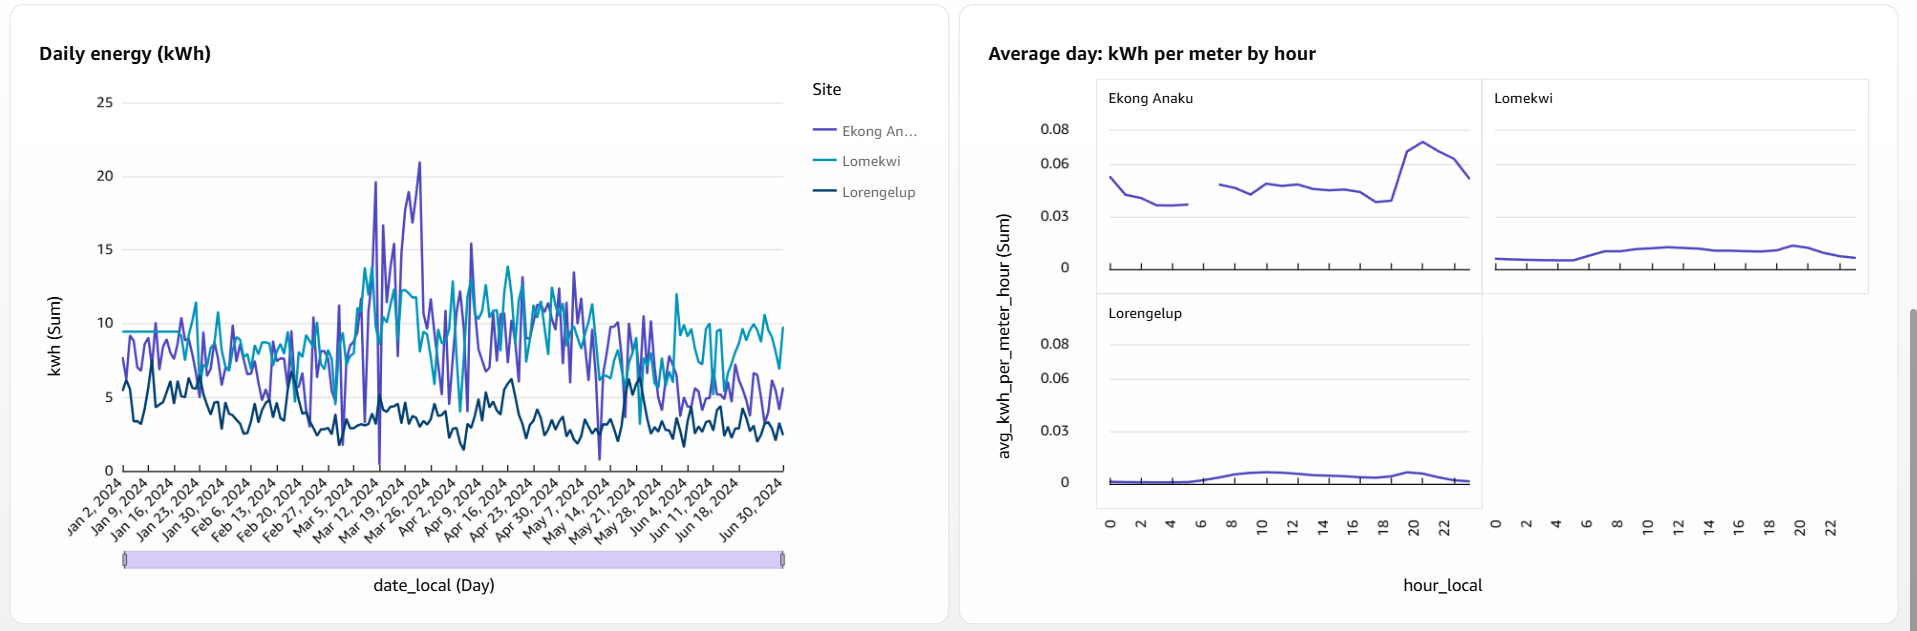 Daily energy (kWh)
Site
Ekong An...
Lomekwi
Lorengelup
kwh (Sum)
25
20
15
10
5
0
Jan 2, 2024
Jan 9, 2024
Jan 16, 2024
Jan 23, 2024
Jan 30, 2024
Feb 6, 2024
Feb 13, 2024
Feb 20, 2024
Feb 27, 2024
Mar 5, 2024
Mar 12, 2024
Mar 19, 2024
Mar 26, 2024
Apr 2, 2024
Apr 9, 2024
Apr 16, 2024
Apr 23, 2024
Apr 30, 2024
May 7, 2024
May 14, 2024
May 21, 2024
May 28, 2024
Jun 4, 2024
Jun 11, 2024
Jun 18, 2024
Jun 30, 2024
date_local (Day)
Average day: kWh per meter by hour
avg_kwh_per_meter_hour (Sum)
Ekong Anaku
Lomekwi
0.08
0.06
0.03
0
Lorengelup
0.08
0.06
0.03
0
0 2 4 6 8 10 12 14 16 18 20 22
0 2 4 6 8 10 12 14 16 18 20 22
hour_local